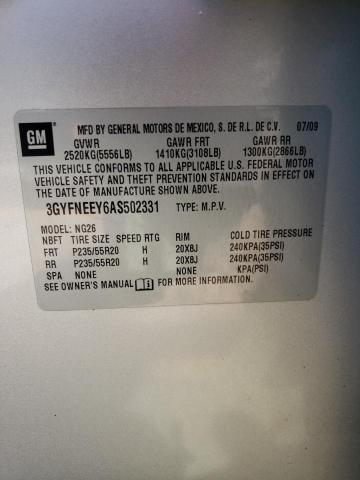 GM
MFD BY GENERAL MOTORS DE MEXICO, S. DE R.L. DE C.V. 07/09
GVWR GAWR FRT GAWR RR
2520KG(5556LB) 1410KG(3108LB) 1300KG(2866LB)
THIS VEHICLE CONFORMS TO ALL APPLICABLE U.S. FEDERAL MOTOR
VEHICLE SAFETY AND THEFT PREVENTION STANDARDS IN EFFECT ON
THE DATE OF MANUFACTURE SHOWN ABOVE.
3GYFNEEY6AS502331 TYPE: M.P.V.
MODEL: NG26
NBFT TIRE SIZE SPEED RTG RIM COLD TIRE PRESSURE
FRT P235/55R20 H 20X8J 240KPA(35PSI)
RR P235/55R20 H 20X8J 240KPA(35PSI)
SPA NONE NONE KPA(PSI)
SEE OWNER'S MANUAL FOR MORE INFORMATION.